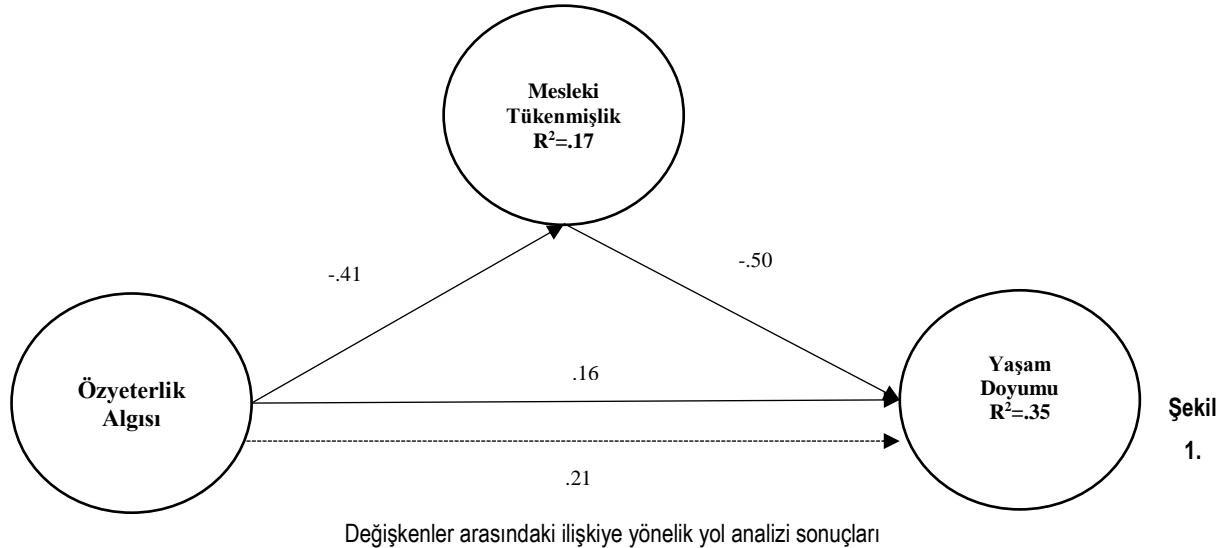 Mesleki
Tükenmişlik
R²=.17
-.41
-.50
Özyeterlik
Algısı
.16
Yaşam
Doyumu
R²=.35
.21
Şekil
1.
Değişkenler arasındaki ilişkiye yönelik yol analizi sonuçları